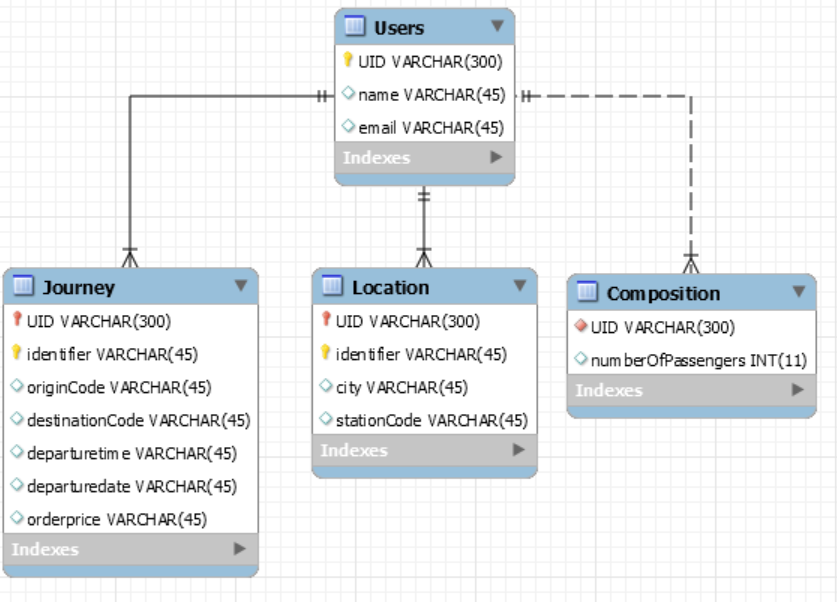 Users
UID VARCHAR(300)
name VARCHAR(45)
email VARCHAR(45)
Indexes
Journey
UID VARCHAR(300)
identifier VARCHAR(45)
originCode VARCHAR(45)
destinationCode VARCHAR(45)
departuretime VARCHAR(45)
departuredate VARCHAR(45)
orderprice VARCHAR(45)
Indexes
Location
UID VARCHAR(300)
identifier VARCHAR(45)
city VARCHAR(45)
stationCode VARCHAR(45)
Indexes
Composition
UID VARCHAR(300)
numberOfPassengers INT(11)
Indexes